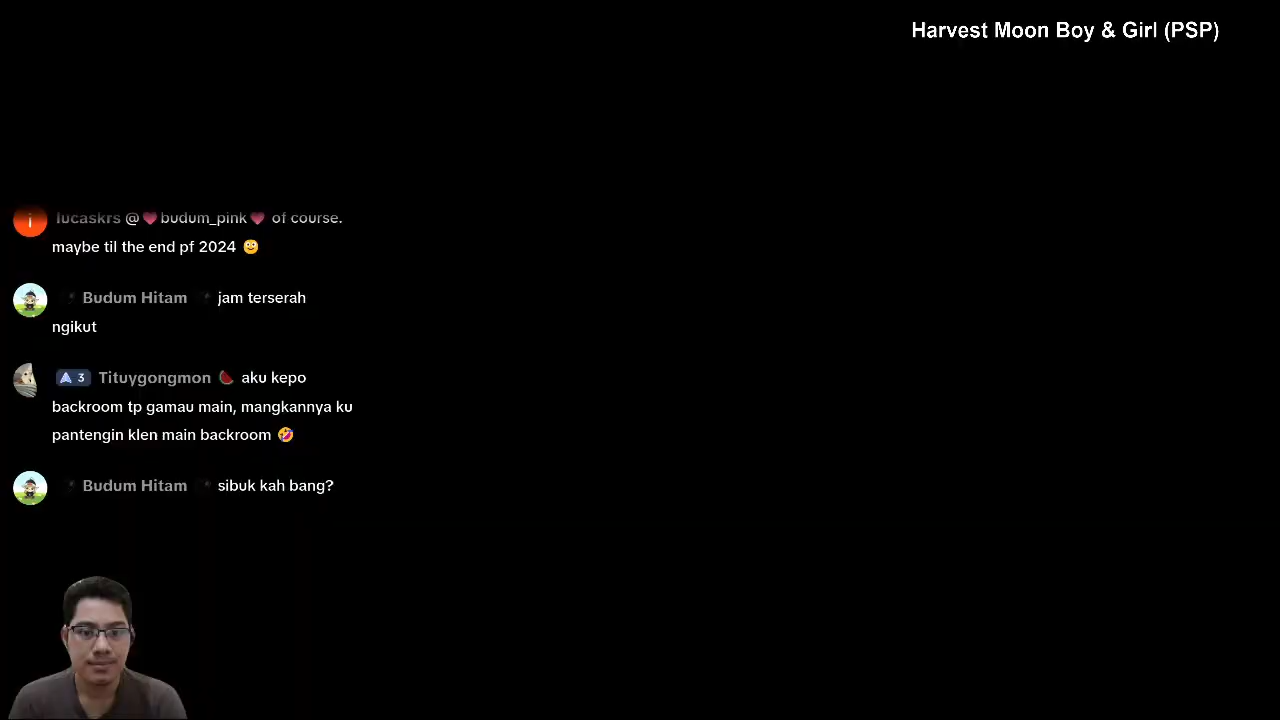 Harvest Moon Boy & Girl (PSP)
lucaskrs @❤budum_pink❤ of course.
maybe til the end pf 2024 🙂
Budum Hitam jam terserah
ngikut
3 Tituygongmon 🍉 aku kepo
backroom tp gamau main, mangkannya ku
pantengin klen main backroom 🤣
Budum Hitam sibuk kah bang?